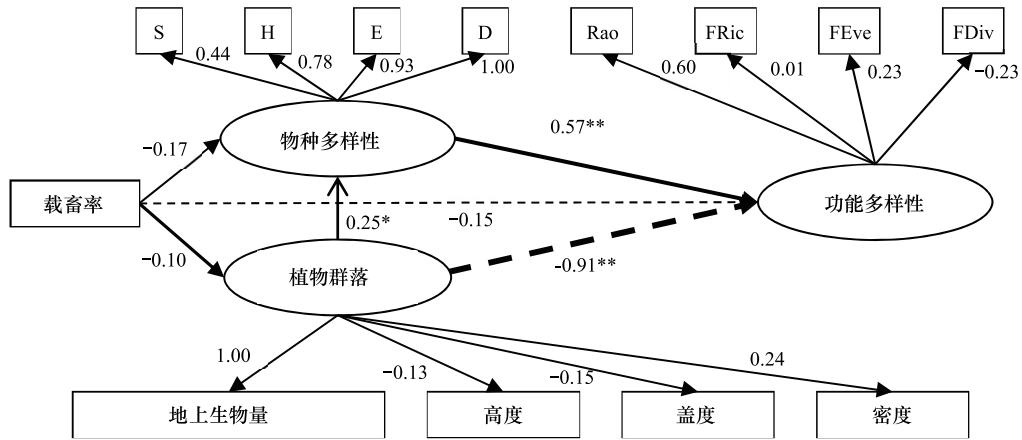 S
H
E
D
Rao
FRic
FEve
FDiv
0.44
0.78
0.93
1.00
0.60
0.01
0.23
−0.23
物种多样性
0.57**
−0.17
载畜率
−0.15
功能多样性
0.25*
−0.10
植物群落
-0.91**
1.00
−0.13
−0.15
0.24
地上生物量
高度
盖度
密度